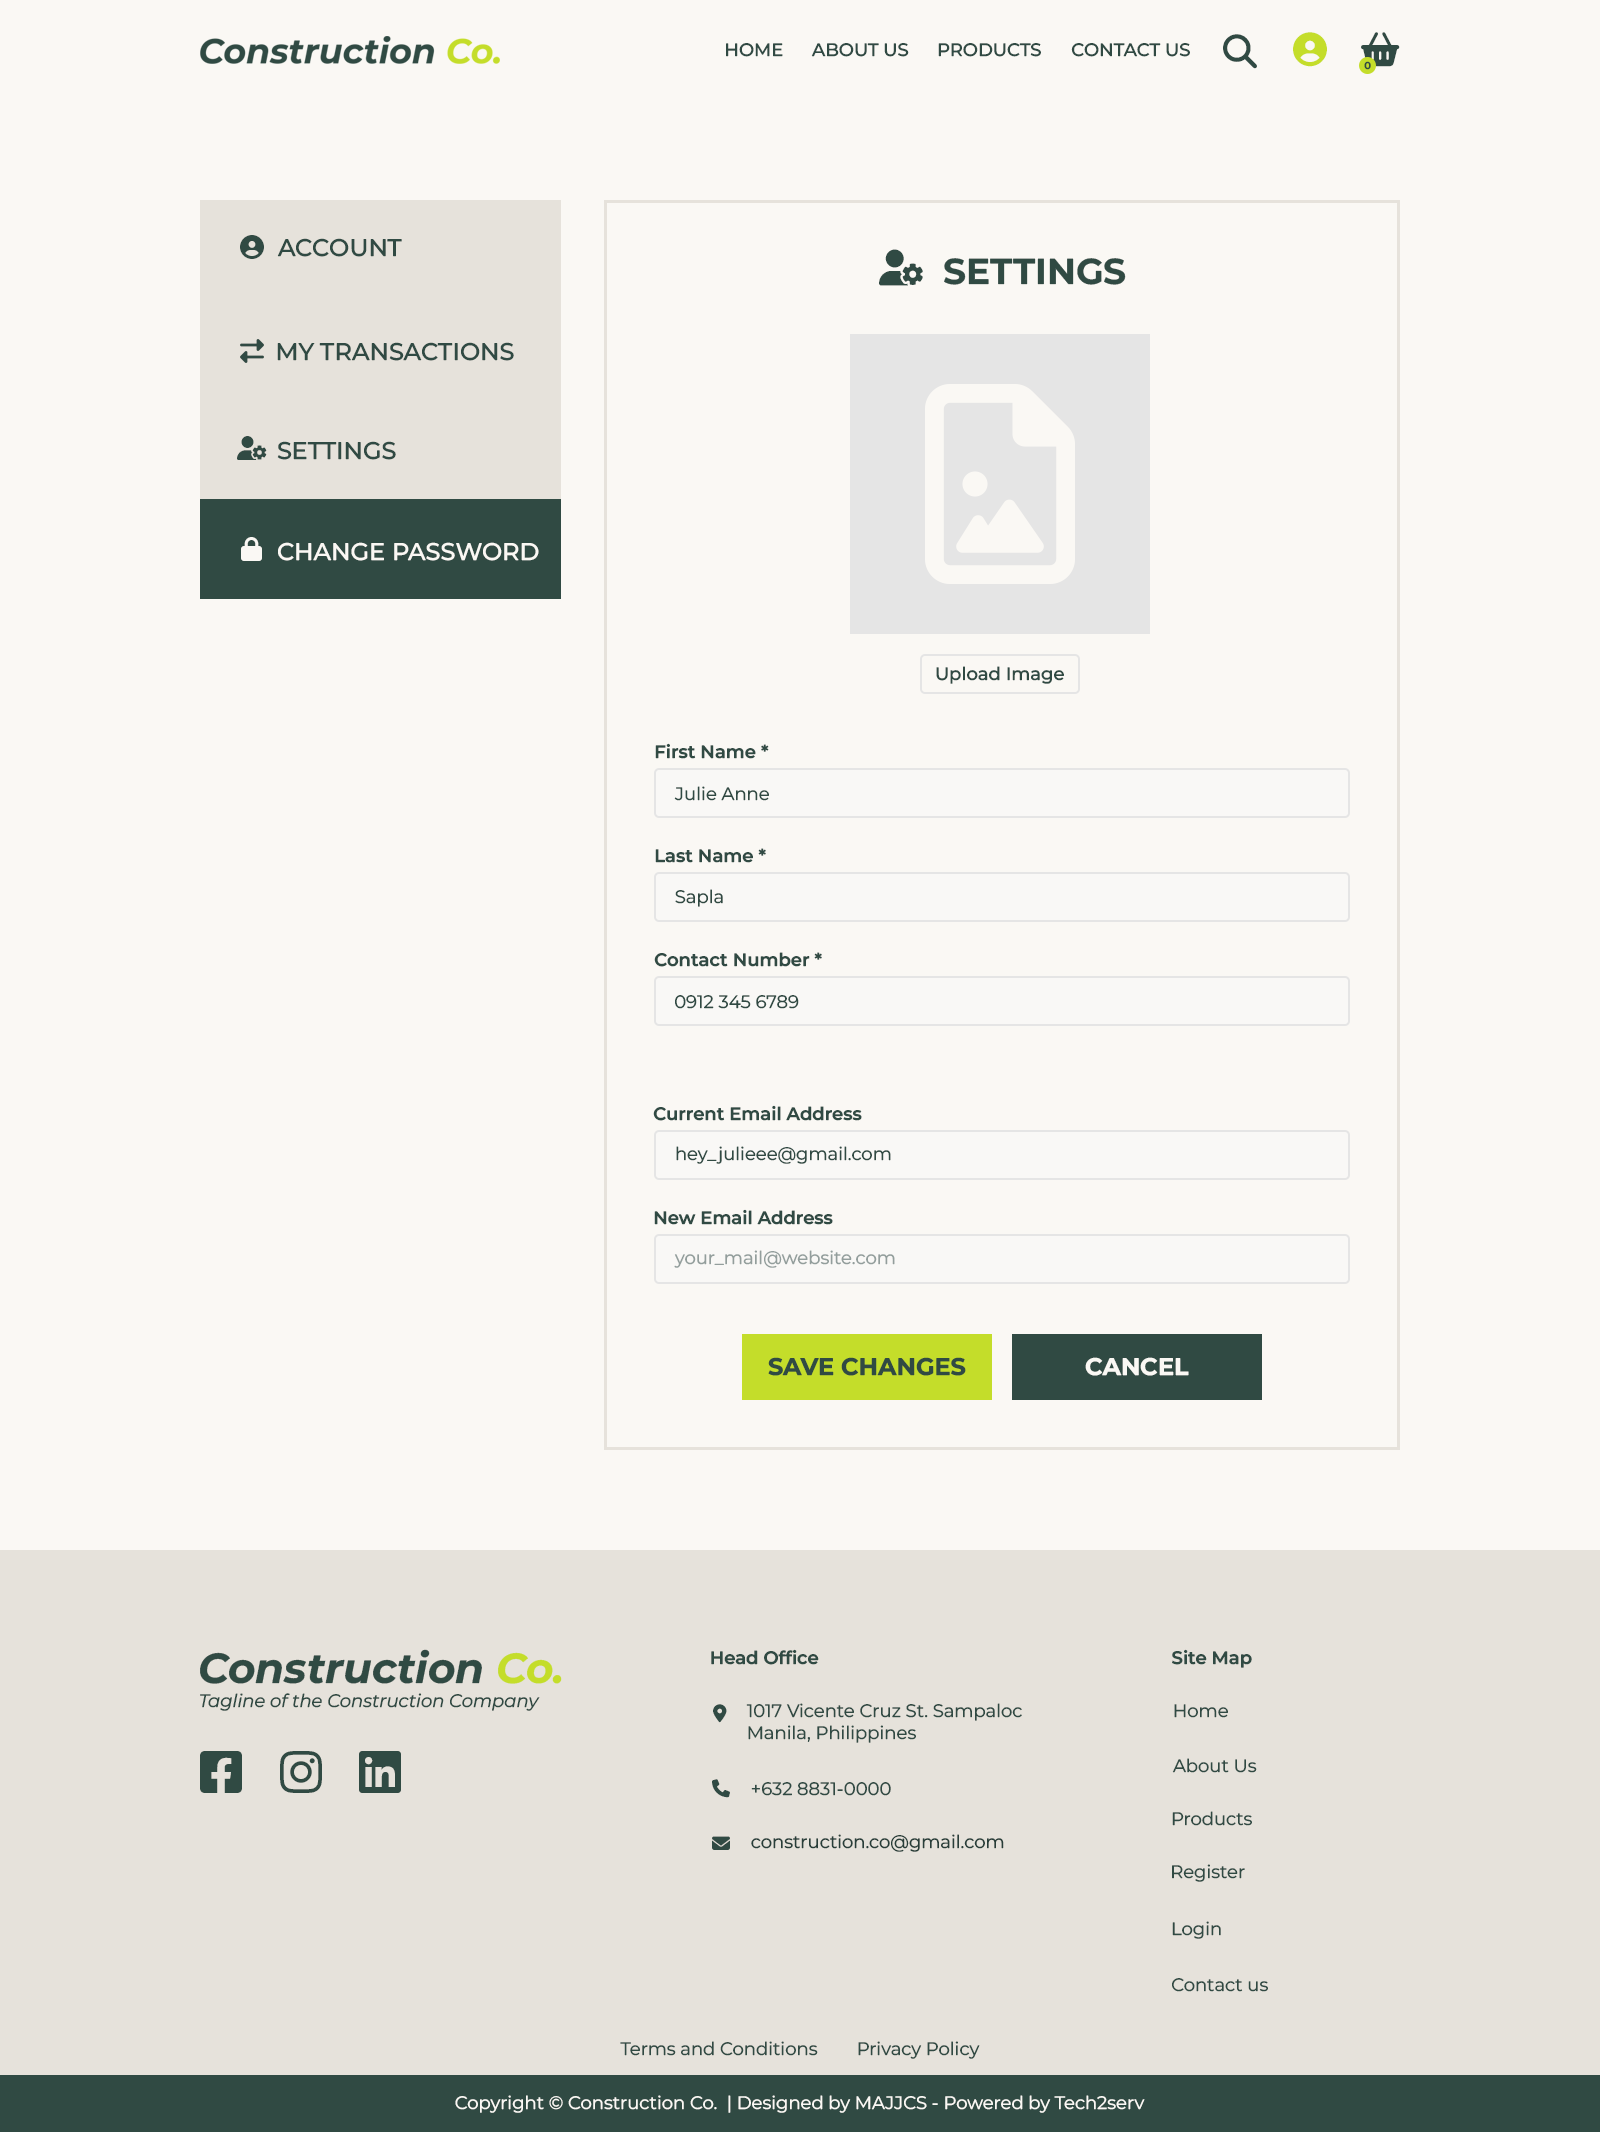 Construction Co.
HOME ABOUT US PRODUCTS CONTACT US
0
ACCOUNT
MY TRANSACTIONS
SETTINGS
CHANGE PASSWORD
SETTINGS
Upload Image
First Name *
Julie Anne
Last Name *
Sapla
Contact Number *
0912 345 6789
Current Email Address
hey_julieee@gmail.com
New Email Address
your_mail@website.com
SAVE CHANGES CANCEL
Construction Co.
Tagline of the Construction Company
Head Office
1017 Vicente Cruz St. Sampaloc
Manila, Philippines
+632 8831-0000
construction.co@gmail.com
Site Map
Home
About Us
Products
Register
Login
Contact us
Terms and Conditions Privacy Policy
Copyright © Construction Co. | Designed by MAJJCS - Powered by Tech2serv